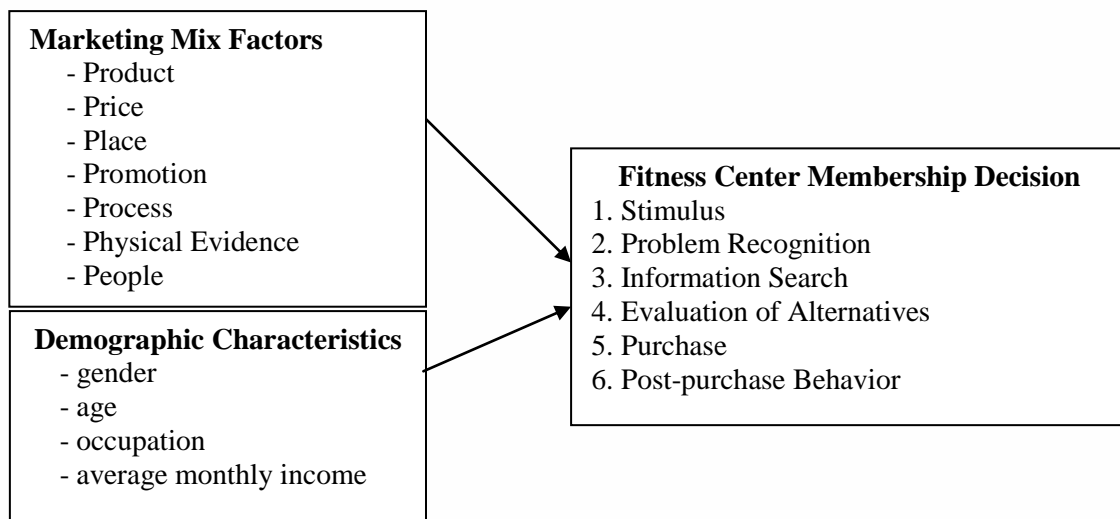 Marketing Mix Factors
- Product
- Price
- Place
- Promotion
- Process
- Physical Evidence
- People
Demographic Characteristics
- gender
- age
- occupation
- average monthly income
Fitness Center Membership Decision
1. Stimulus
2. Problem Recognition
3. Information Search
4. Evaluation of Alternatives
5. Purchase
6. Post-purchase Behavior